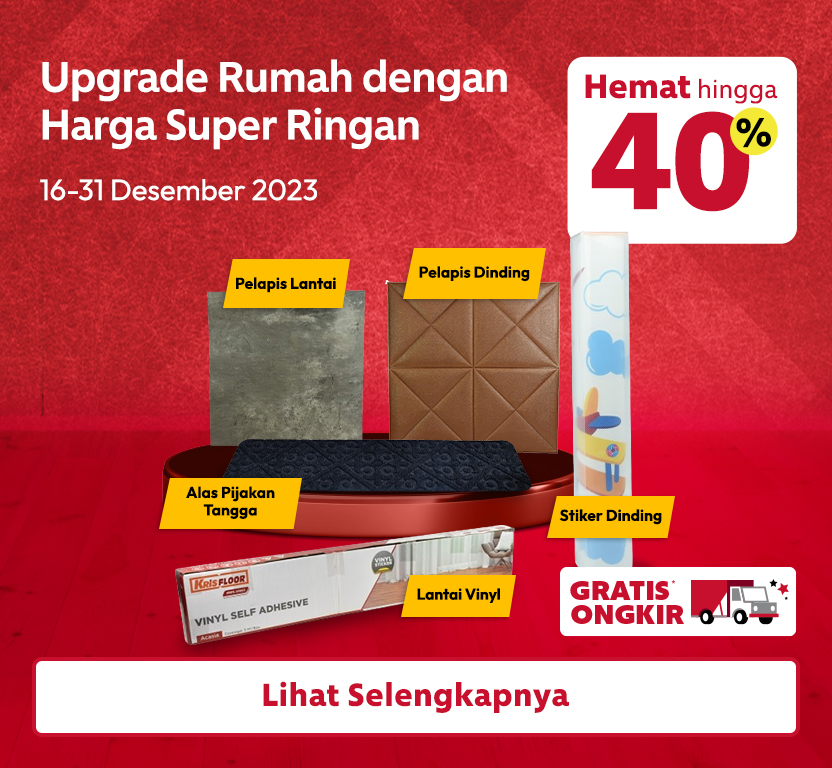 Upgrade Rumah dengan
Harga Super Ringan
16-31 Desember 2023
Hemat hingga
40%
Pelapis Lantai
Pelapis Dinding
Alas Pijakan
Tangga
Stiker Dinding
KRISFLOOR
VINYL SELF ADHESIVE
Acasia
Lantai Vinyl
GRATIS*
ONGKIR
Lihat Selengkapnya